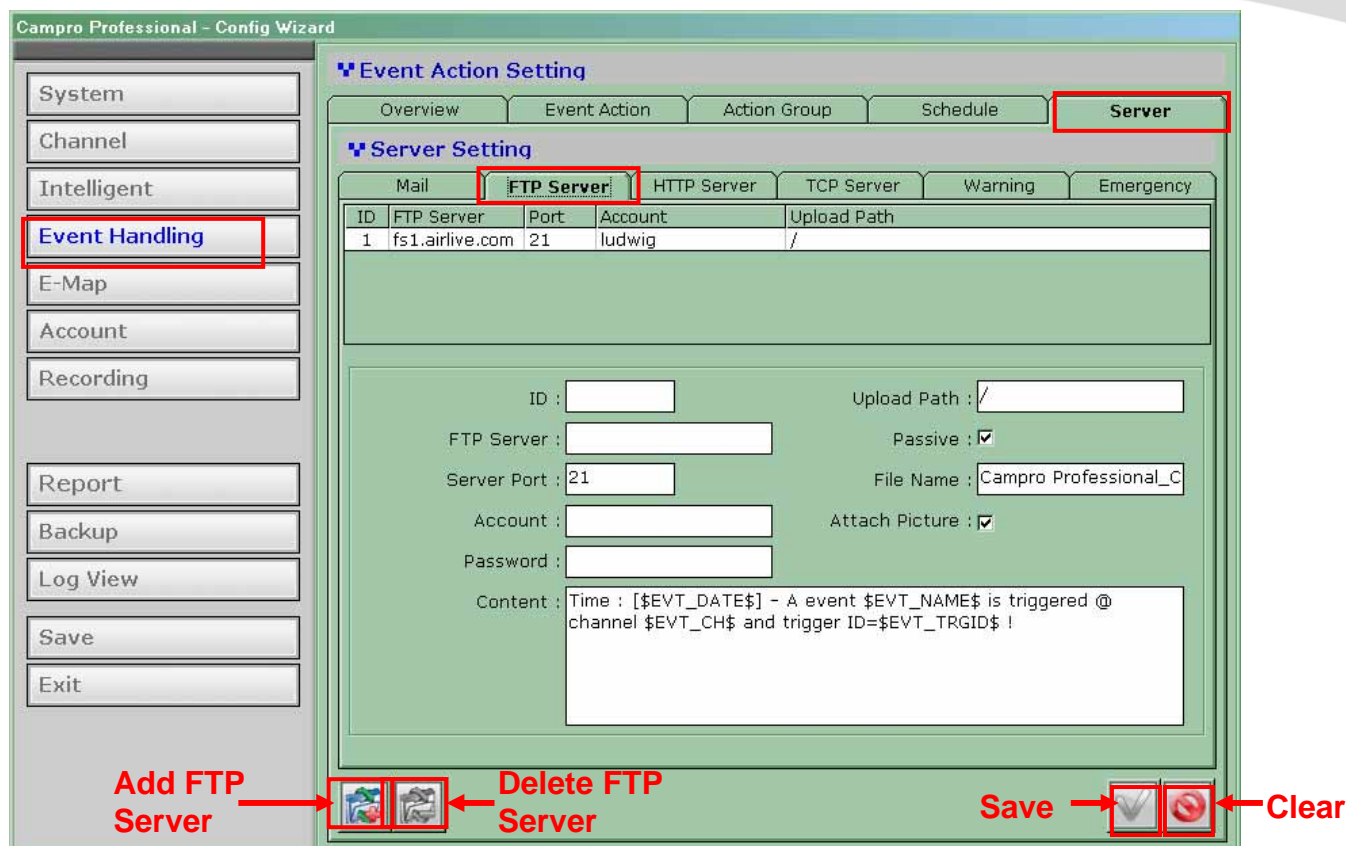 Campro Professional - Config Wizard
System
Channel
Intelligent
Event Handling
E-Map
Account
Recording
Report
Backup
Log View
Save
Exit
Event Action Setting
Overview Event Action Action Group Schedule Server
Server Setting
Mail FTP Server HTTP Server TCP Server Warning Emergency
ID FTP Server Port Account Upload Path
1 fs1.airlive.com 21 ludwig /
ID : Upload Path : /
FTP Server : Passive :
Server Port : 21 File Name : Campro Professional_C
Account : Attach Picture :
Password :
Content : Time : [$EVT_DATE$] - A event $EVT_NAME$ is triggered @
channel $EVT_CH$ and trigger ID=$EVT_TRGID$ !
Add FTP
Server
Delete FTP
Server
Save
Clear